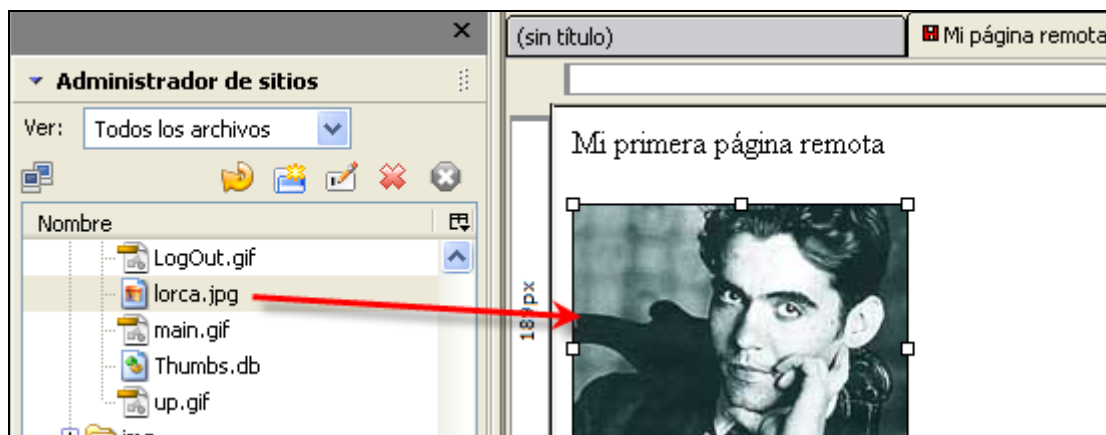 (sin título)
Mi página remota
Administrador de sitios
Ver: Todos los archivos
Mi primera página remota
Nombre
LogOut.gif
lorca.jpg
main.gif
Thumbs.db
up.gif
189px